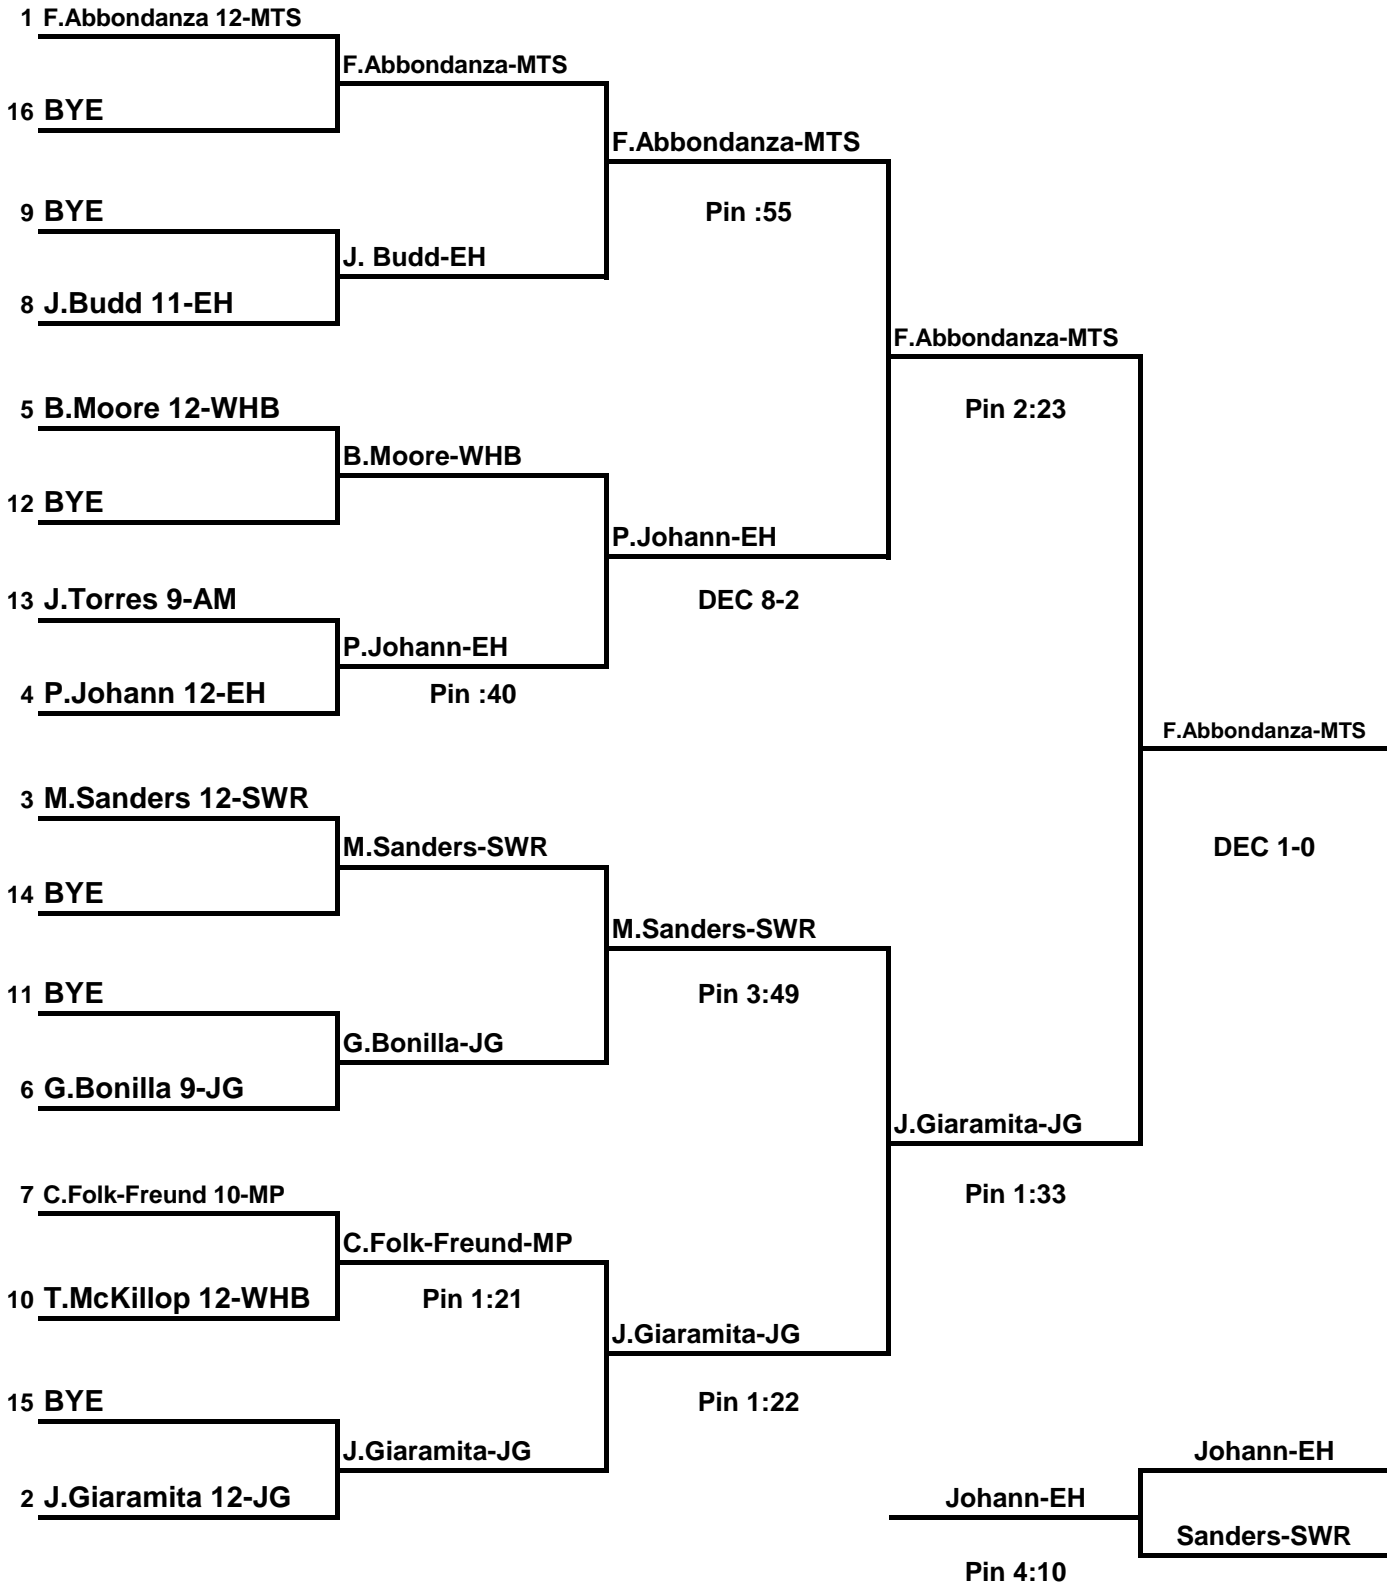 1 F.Abbondanza 12-MTS
F.Abbondanza-MTS
16 BYE
F.Abbondanza-MTS
9 BYE
Pin :55
J. Budd-EH
8 J.Budd 11-EH
F.Abbondanza-MTS
5 B.Moore 12-WHB
Pin 2:23
B.Moore-WHB
12 BYE
P.Johann-EH
13 J.Torres 9-AM
DEC 8-2
P.Johann-EH
4 P.Johann 12-EH
Pin :40
F.Abbondanza-MTS
3 M.Sanders 12-SWR
M.Sanders-SWR
DEC 1-0
14 BYE
M.Sanders-SWR
11 BYE
Pin 3:49
G.Bonilla-JG
6 G.Bonilla 9-JG
J.Giaramita-JG
7 C.Folk-Freund 10-MP
Pin 1:33
C.Folk-Freund-MP
10 T.McKillop 12-WHB
Pin 1:21
J.Giaramita-JG
15 BYE
Pin 1:22
J.Giaramita-JG
Johann-EH
2 J.Giaramita 12-JG
Johann-EH
Sanders-SWR
Pin 4:10